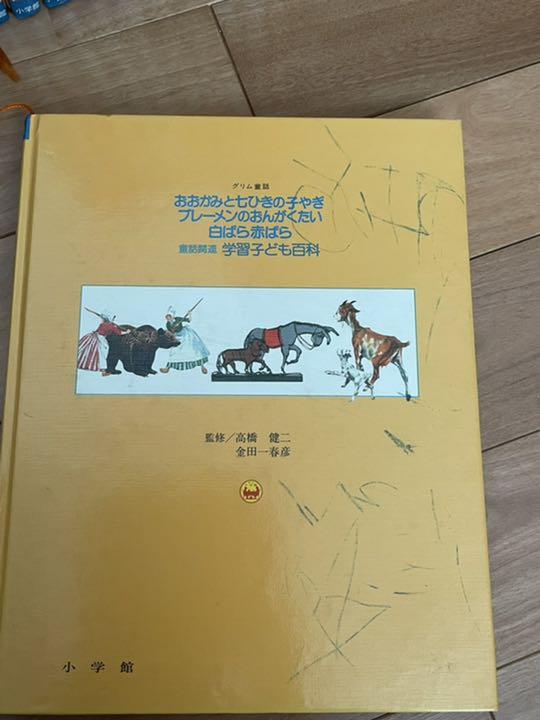 小学館
グリム童話
おおかみと七ひきの子やぎ
ブレーメンのおんがくたい
白ばら赤ばら
童話関連 学習子ども百科
監修／高橋 健二
金田一春彦
小学館